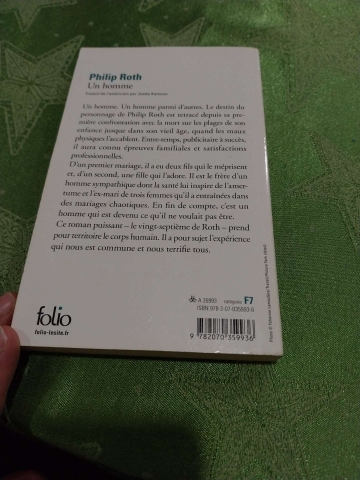 Philip Roth
Un homme
Traduit de l'américain par Josée Kamoun
Un homme. Un homme parmi d'autres. Le destin du
personnage de Philip Roth est retracé depuis sa pre-
mière confrontation avec la mort sur les plages de son
enfance jusque dans son vieil âge, quand les maux
physiques l'accablent. Entre-temps, publicitaire à succès,
il aura connu épreuves familiales et satisfactions
professionnelles.
D'un premier mariage, il a eu deux fils qui le méprisent
et, d'un second, une fille qui l'adore. Il est le frère d'un
homme sympathique dont la santé lui inspire de l'amer-
tume et l'ex-mari de trois femmes qu'il a entraînées dans
des mariages chaotiques. En fin de compte, c'est un
homme qui est devenu ce qu'il ne voulait pas être.
Ce roman puissant – le vingt-septième de Roth – prend
pour territoire le corps humain. Il a pour sujet l'expérience
qui nous est commune et nous terrifie tous.
folio
folio-lesite.fr
A 35993 catégorie F7
ISBN 978-2-07-035993-6
9 782070 359936